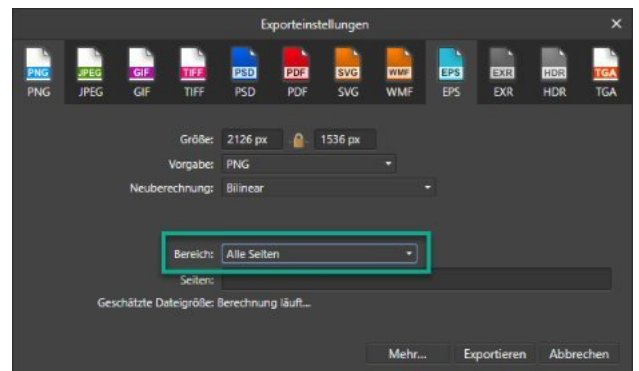 Exporteinstellungen
PNG JPEG GIF TIFF PSD PDF SVG WMF EPS EXR HDR TGA
PNG JPEG GIF TIFF PSD PDF SVG WMF EPS EXR HDR TGA
Größe: 2126 px 1536 px
Vorgabe: PNG
Neuberechnung: Bilinear
Bereich: Alle Seiten
Seiten:
Geschätzte Dateigröße: Berechnung läuft...
Mehr... Exportieren Abbrechen